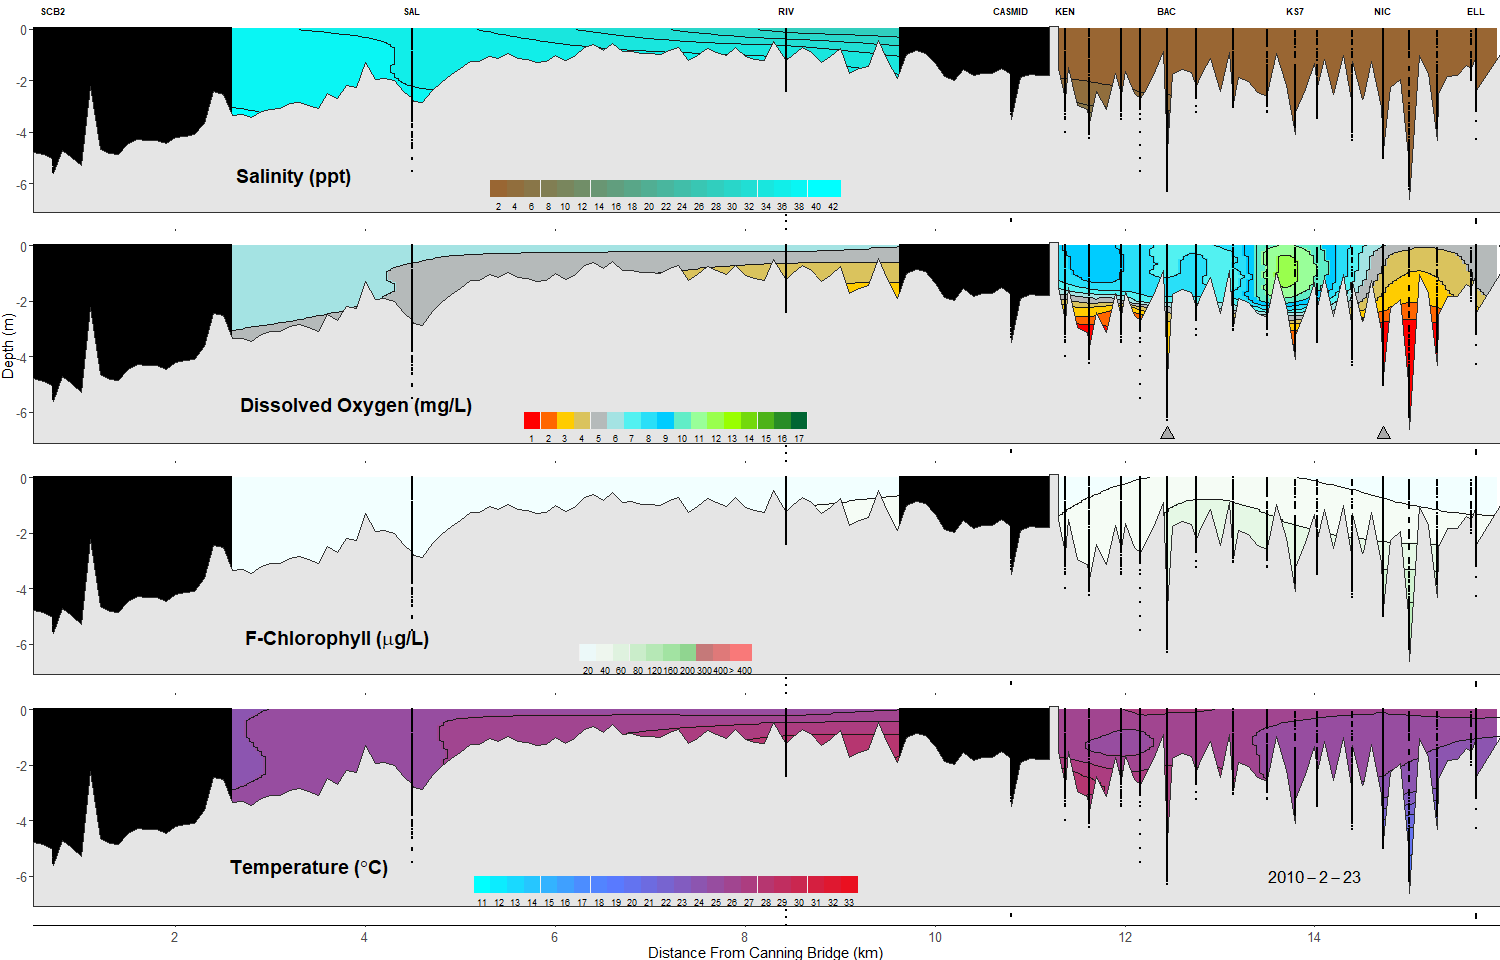 SCB2 SAL RIV CASMID KEN BAC KS7 NIC ELL
0
-2
-4
-6
Salinity (ppt)
2 4 6 8 10 12 14 16 18 20 22 24 26 28 30 32 34 36 38 40 42
0
-2
-4
-6
Depth (m)
Dissolved Oxygen (mg/L)
1 2 3 4 5 6 7 8 9 10 11 12 13 14 15 16 17
0
-2
-4
-6
F-Chlorophyll (μg/L)
20 40 60 80 120 160 200 300 400 > 400
0
-2
-4
-6
Temperature (°C)
2010 – 2 – 23
11 12 13 14 15 16 17 18 19 20 21 22 23 24 25 26 27 28 29 30 31 32 33
2 4 6 8 10 12 14
Distance From Canning Bridge (km)